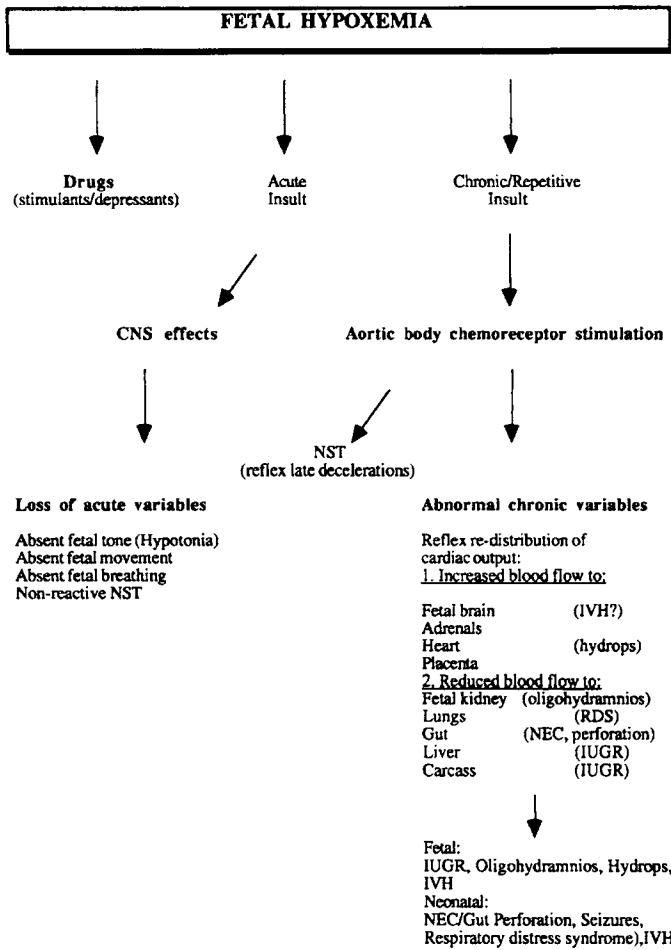 FETAL HYPOXEMIA
Drugs
(stimulants/depressants)
Acute
Insult
Chronic/Repetitive
Insult
CNS effects
Aortic body chemoreceptor stimulation
NST
(reflex late decelerations)
Loss of acute variables
Absent fetal tone (Hypotonia)
Absent fetal movement
Absent fetal breathing
Non-reactive NST
Abnormal chronic variables
Reflex re-distribution of
cardiac output:
1. Increased blood flow to:
Fetal brain (IVH?)
Adrenals
Heart (hydrops)
Placenta
2. Reduced blood flow to:
Fetal kidney (oligohydramnios)
Lungs (RDS)
Gut (NEC, perforation)
Liver (IUGR)
Carcass (IUGR)
Fetal:
IUGR, Oligohydramnios, Hydrops,
IVH
Neonatal:
NEC/Gut Perforation, Seizures,
Respiratory distress syndrome),IVH